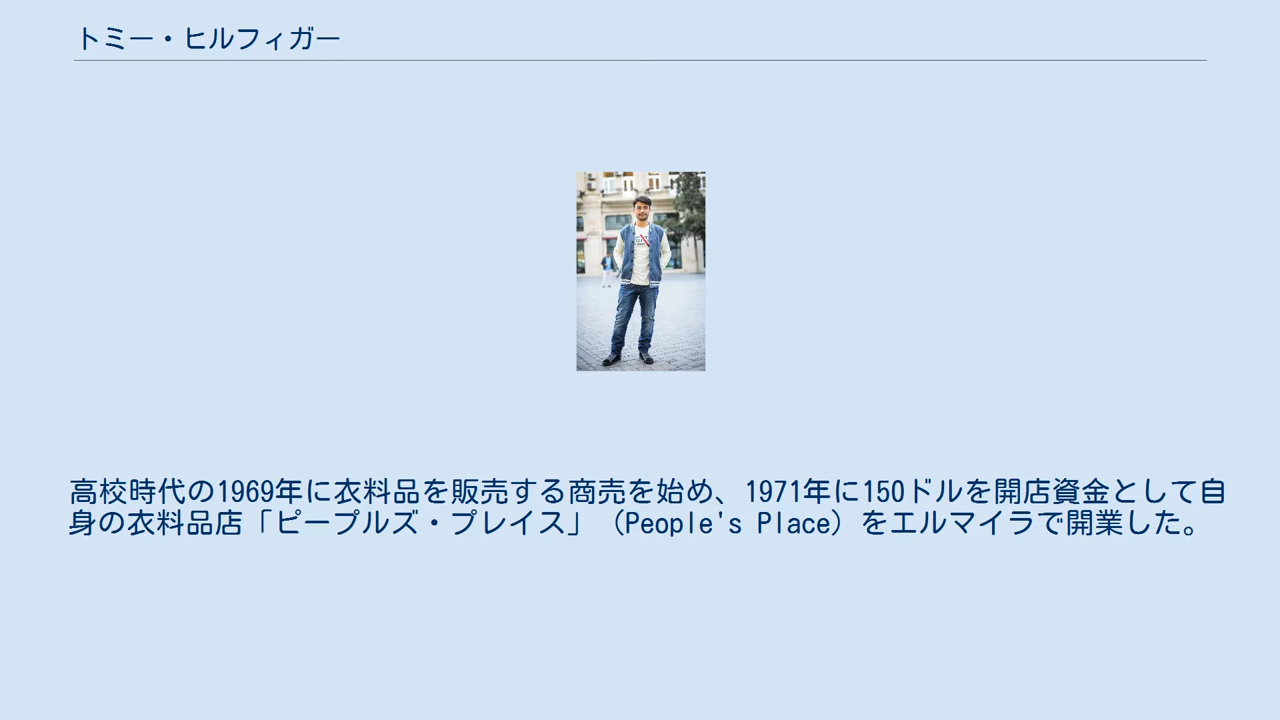 トミー・ヒルフィガー
高校時代の1969年に衣料品を販売する商売を始め、1971年に150ドルを開店資金として自
身の衣料品店「ピープルズ・プレイス」（People's Place）をエルマイラで開業した。